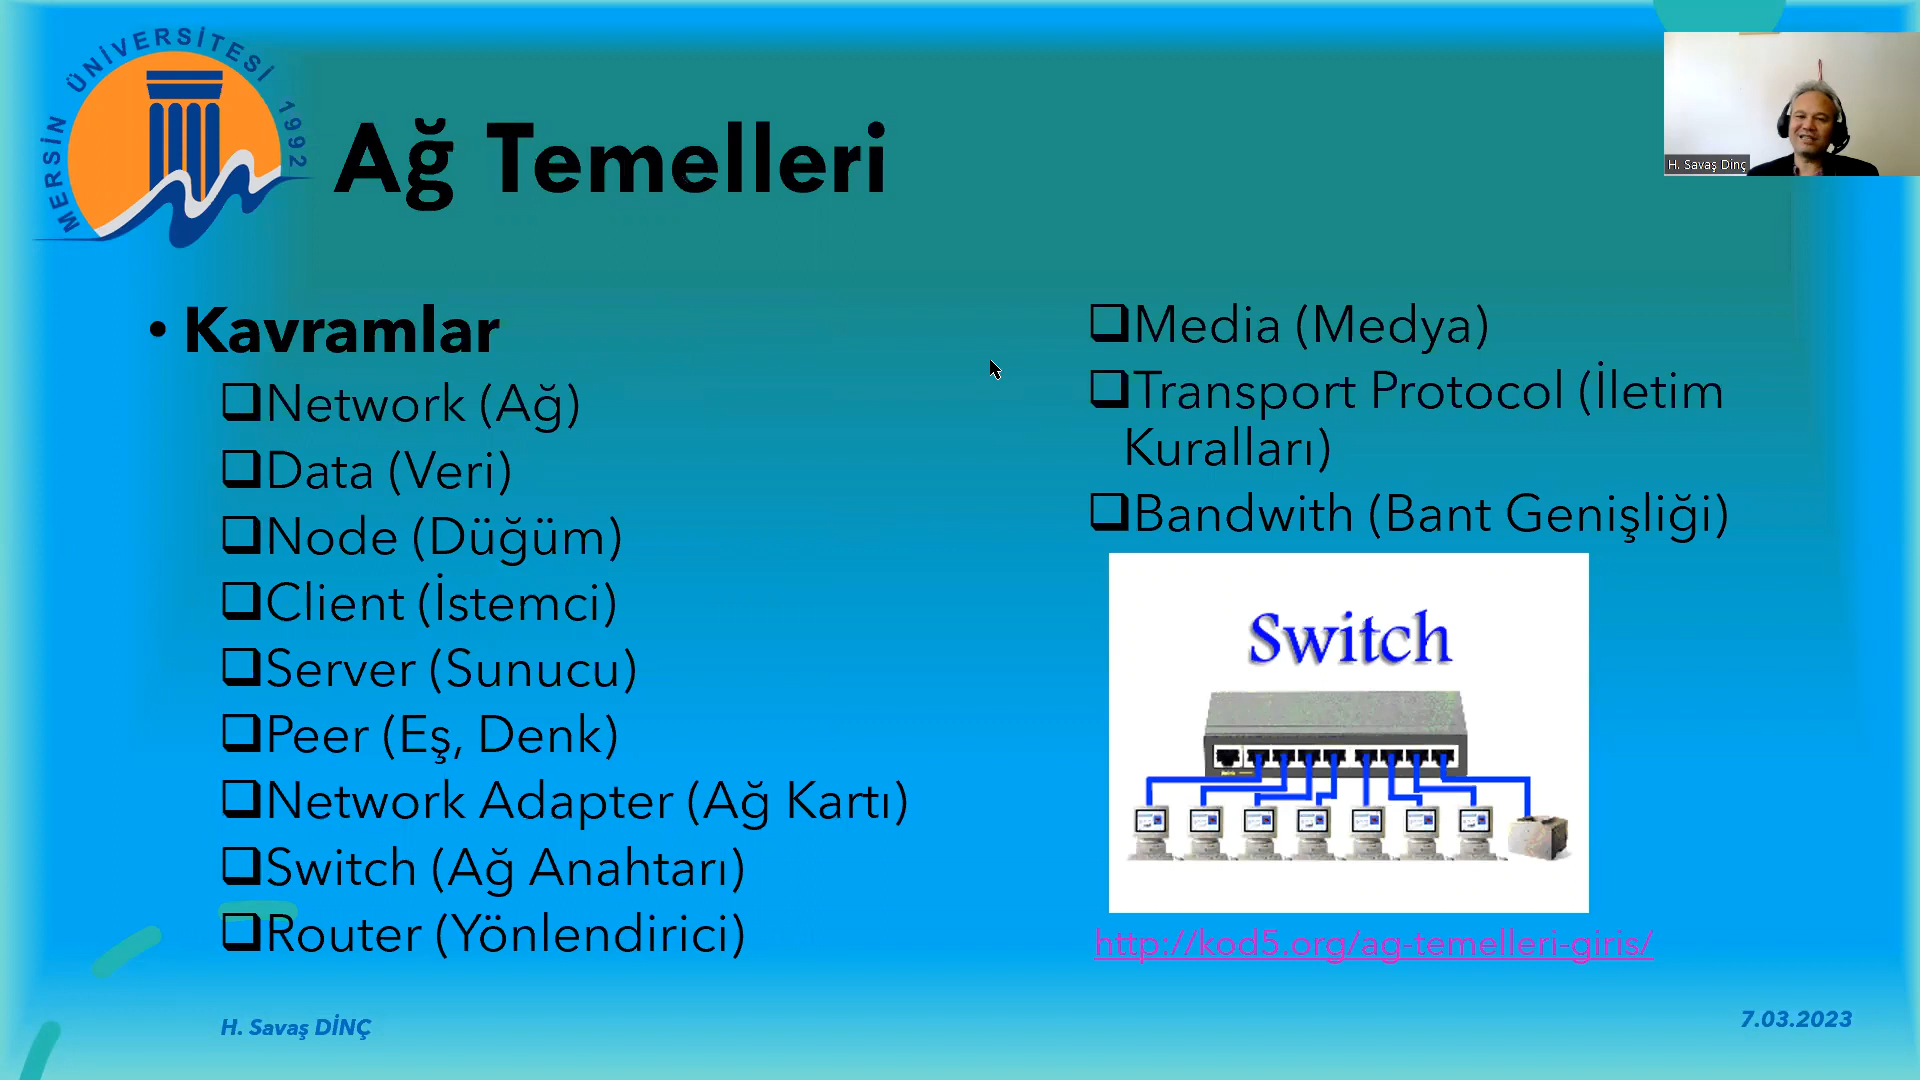 MERSİN ÜNİVERSİTESİ 1992
Ağ Temelleri
H. Savaş Dinç
• Kavramlar
❑Network (Ağ)
❑Data (Veri)
❑Node (Düğüm)
❑Client (İstemci)
❑Server (Sunucu)
❑Peer (Eş, Denk)
❑Network Adapter (Ağ Kartı)
❑Switch (Ağ Anahtarı)
❑Router (Yönlendirici)
❑Media (Medya)
❑Transport Protocol (İletim
Kuralları)
❑Bandwith (Bant Genişliği)
Switch
http://kod5.org/ag-temelleri-giris/
H. Savaş DİNÇ
7.03.2023